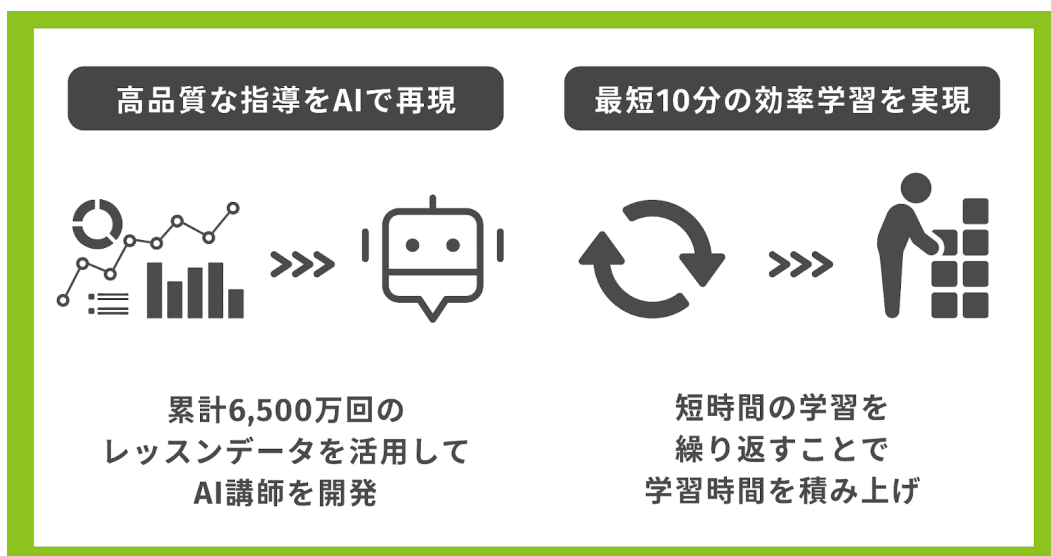 高品質な指導をAIで再現
累計6,500万回の
レッスンデータを活用して
AI講師を開発
最短10分の効率学習を実現
短時間の学習を
繰り返すことで
学習時間を積み上げ